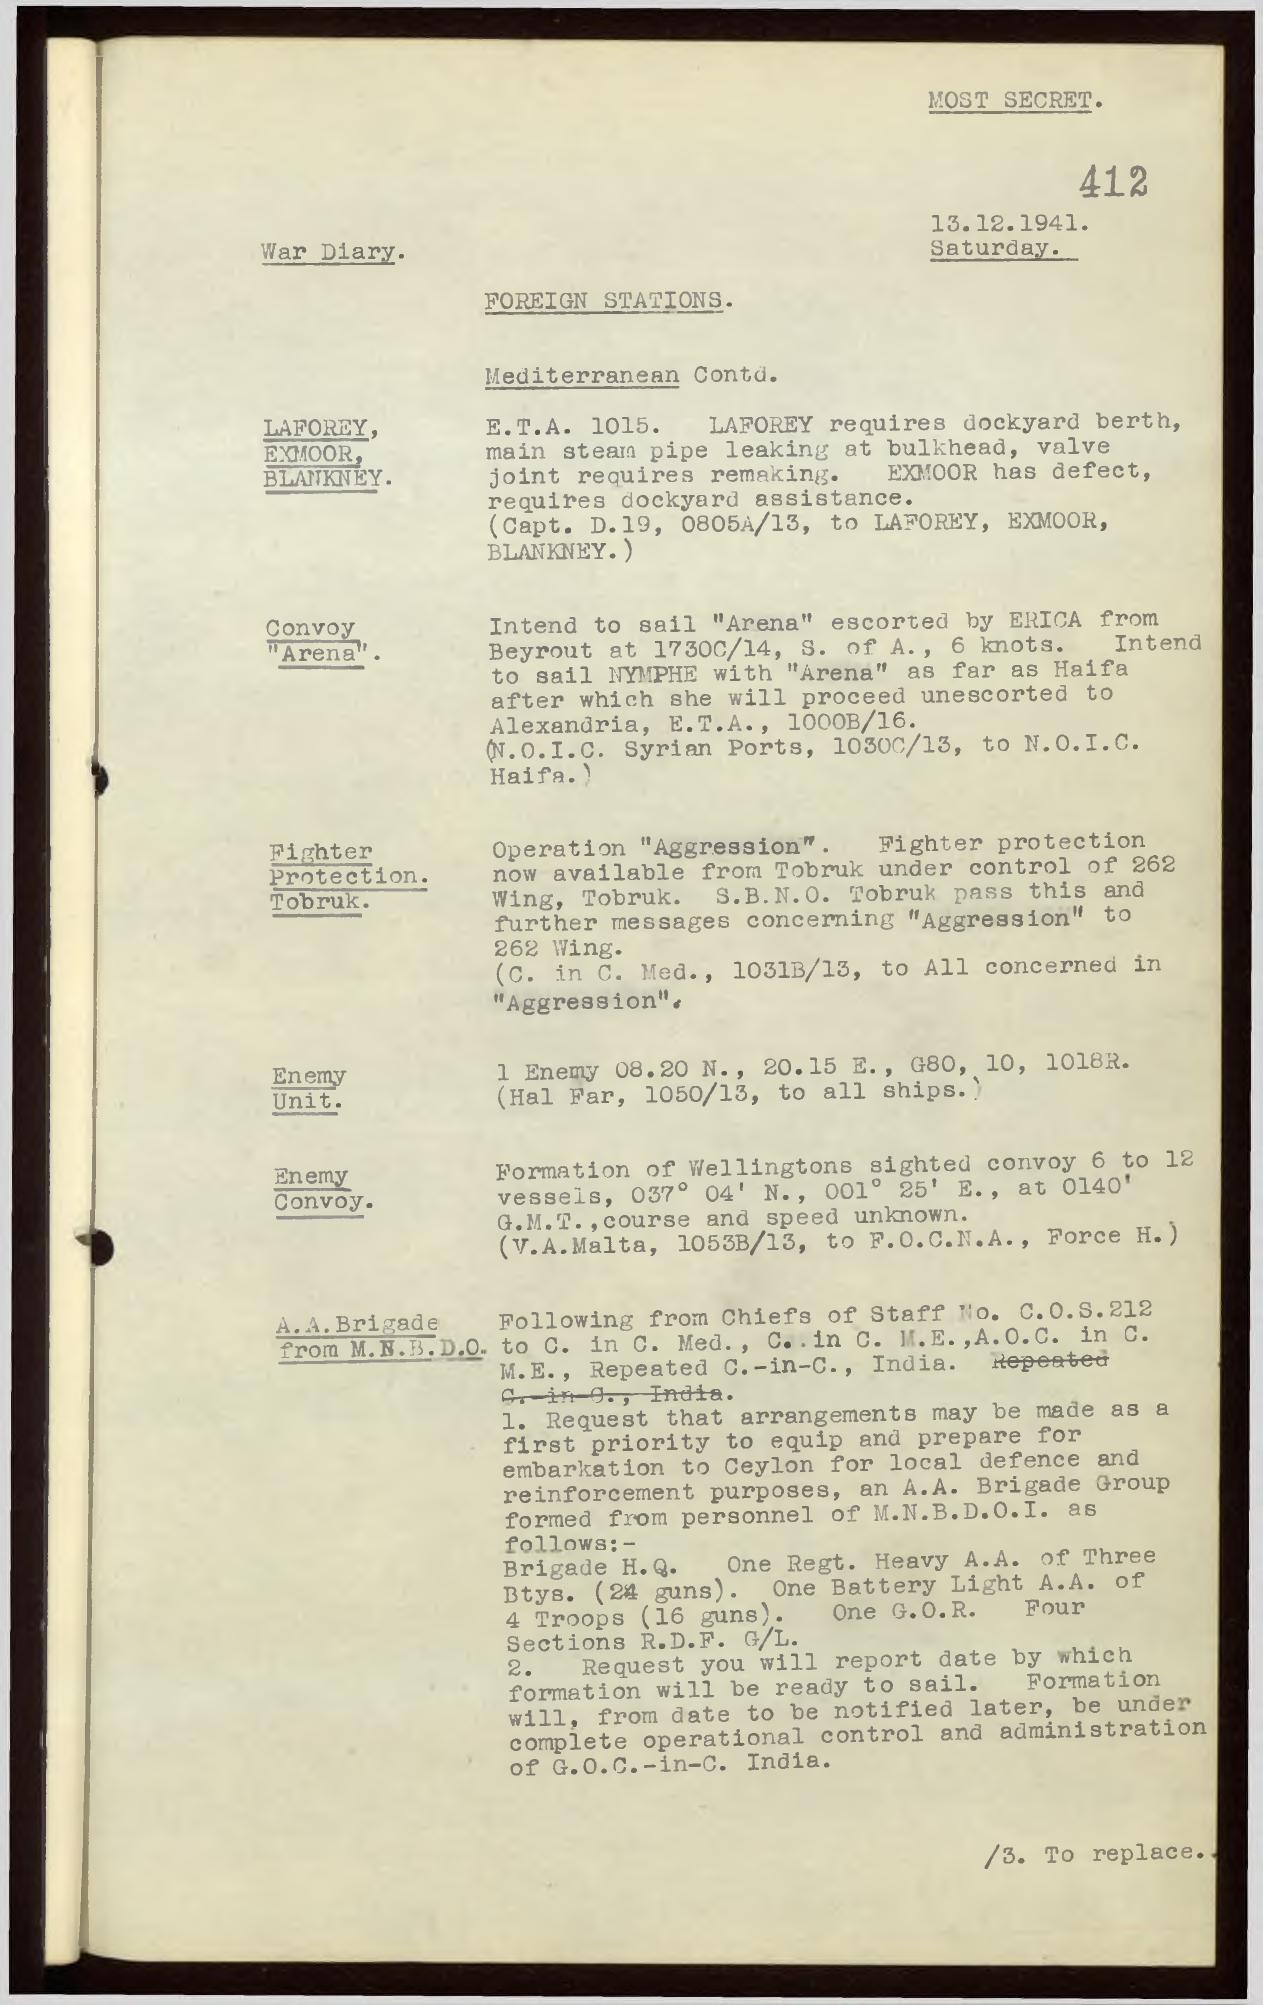 MOST SECRET.
412
13.12.1941.
Saturday.
War Diary.
FOREIGN STATIONS.
Mediterranean Contd.
LAFOREY,
EXMOOR,
BLANKNEY.
E.T.A. 1015. LAFOREY requires dockyard berth,
main steam pipe leaking at bulkhead, valve
joint requires remaking. EXMOOR has defect,
requires dockyard assistance.
(Capt. D.19, 0805A/13, to LAFOREY, EXMOOR,
BLANKNEY.)
Convoy
"Arena".
Intend to sail "Arena" escorted by ERICA from
Beyrout at 1730C/14, S. of A., 6 knots. Intend
to sail NYMPHE with "Arena" as far as Haifa
after which she will proceed unescorted to
Alexandria, E.T.A., 1000B/16.
(N.O.I.C. Syrian Ports, 1030C/13, to N.O.I.C.
Haifa.)
Fighter
Protection.
Tobruk.
Operation "Aggression". Fighter protection
now available from Tobruk under control of 262
Wing, Tobruk. S.B.N.O. Tobruk pass this and
further messages concerning "Aggression" to
262 Wing.
(C. in C. Med., 1031B/13, to All concerned in
"Aggression".
Enemy
Unit.
1 Enemy 08.20 N., 20.15 E., G80, 10, 1018R.
(Hal Far, 1050/13, to all ships.)
Enemy
Convoy.
Formation of Wellingtons sighted convoy 6 to 12
vessels, 037° 04' N., 001° 25' E., at 0140'
G.M.T.,course and speed unknown.
(V.A.Malta, 1053B/13, to F.O.C.N.A., Force H.)
A.A.Brigade
from M.N.B.D.O.
Following from Chiefs of Staff No. C.O.S.212
to C. in C. Med., C. in C. M.E.,A.O.C. in C.
M.E., Repeated C.-in-C., India. Repeated
C.-in-C., India.
1. Request that arrangements may be made as a
first priority to equip and prepare for
embarkation to Ceylon for local defence and
reinforcement purposes, an A.A. Brigade Group
formed from personnel of M.N.B.D.O.I. as
follows:-
Brigade H.Q. One Regt. Heavy A.A. of Three
Btys. (24 guns). One Battery Light A.A. of
4 Troops (16 guns). One G.O.R. Four
Sections R.D.F. G/L.
2. Request you will report date by which
formation will be ready to sail. Formation
will, from date to be notified later, be under
complete operational control and administration
of G.O.C.-in-C. India.
/3. To replace..